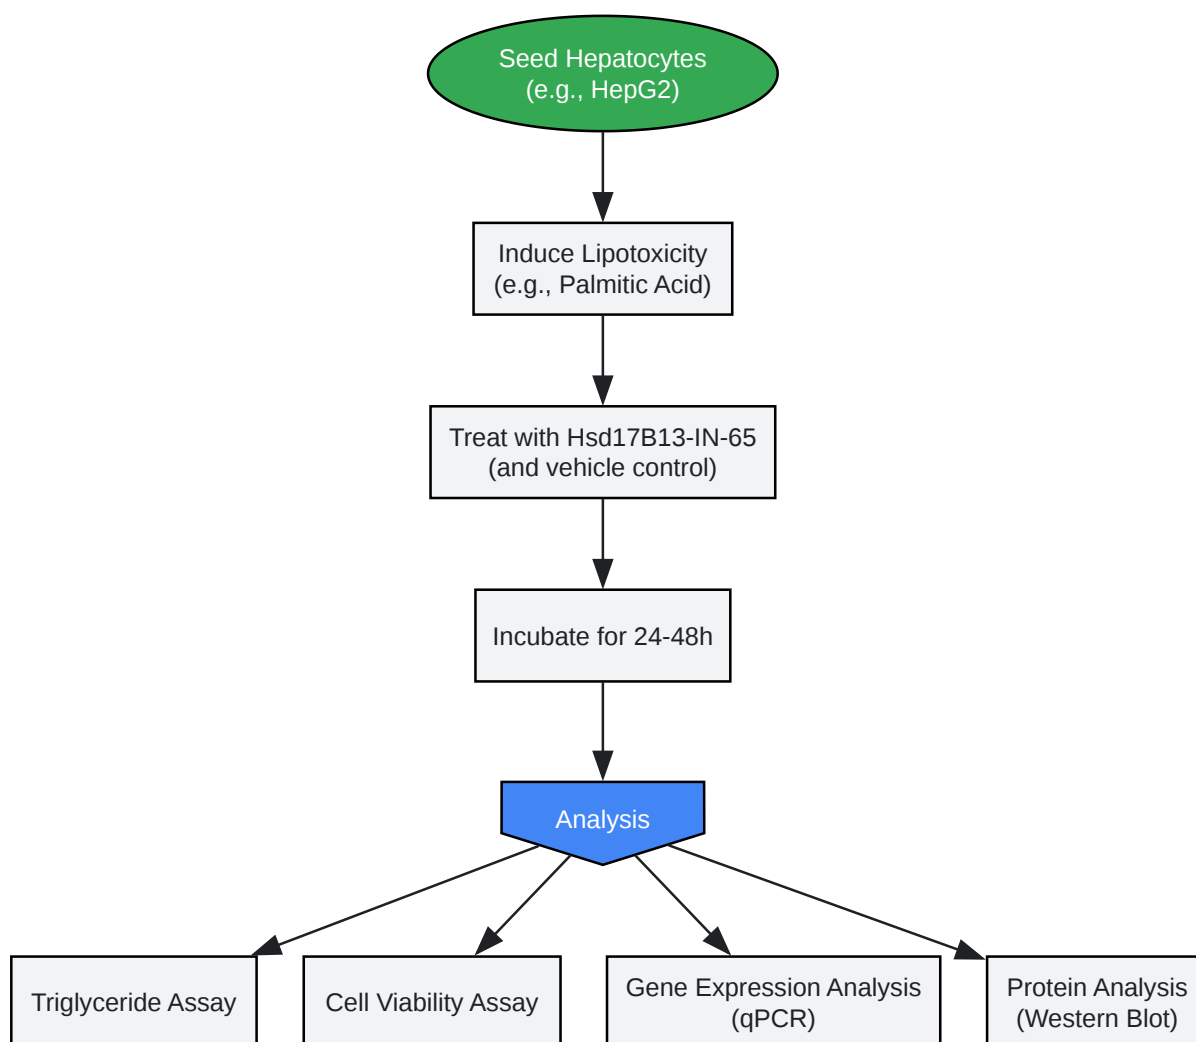 Seed Hepatocytes
(e.g., HepG2)
Induce Lipotoxicity
(e.g., Palmitic Acid)
Treat with Hsd17B13-IN-65
(and vehicle control)
Incubate for 24-48h
Analysis
Triglyceride Assay
Cell Viability Assay
Gene Expression Analysis
(qPCR)
Protein Analysis
(Western Blot)